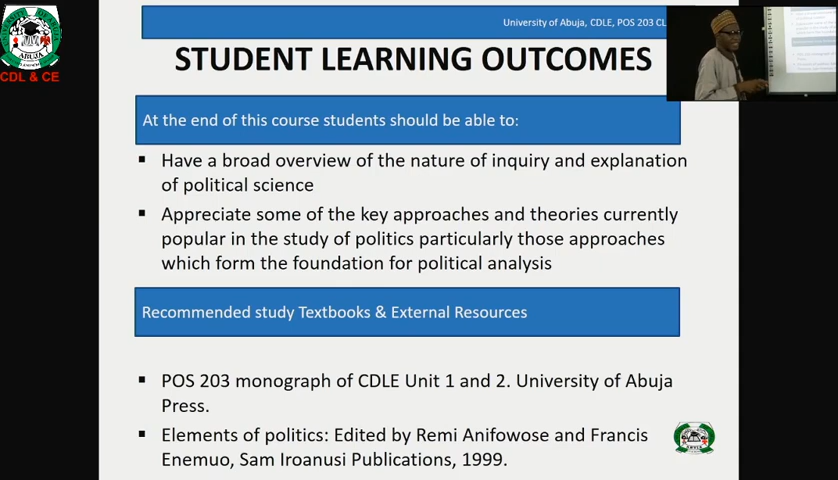 University of Abuja, CDLE, POS 203 CL
STUDENT LEARNING OUTCOMES
ABUJA
CDL & CE
At the end of this course students should be able to:
▪ Have a broad overview of the nature of inquiry and explanation
of political science
▪ Appreciate some of the key approaches and theories currently
popular in the study of politics particularly those approaches
which form the foundation for political analysis
Recommended study Textbooks & External Resources
▪ POS 203 monograph of CDLE Unit 1 and 2. University of Abuja
Press.
▪ Elements of politics: Edited by Remi Anifowose and Francis
Enemuo, Sam Iroanusi Publications, 1999.